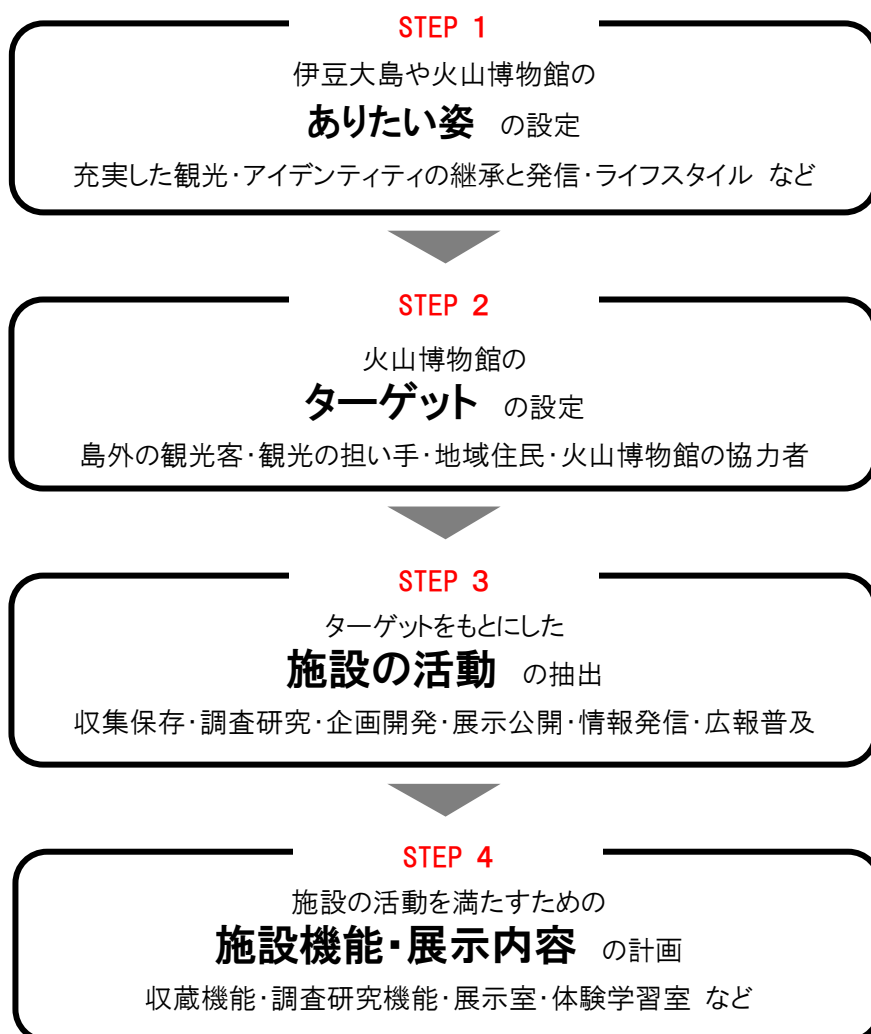 STEP 1
伊豆大島や火山博物館の
ありたい姿 の設定
充実した観光・アイデンティティの継承と発信・ライフスタイル など
STEP 2
火山博物館の
ターゲット の設定
島外の観光客・観光の担い手・地域住民・火山博物館の協力者
STEP 3
ターゲットをもとにした
施設の活動 の抽出
収集保存・調査研究・企画開発・展示公開・情報発信・広報普及
STEP 4
施設の活動を満たすための
施設機能・展示内容 の計画
収蔵機能・調査研究機能・展示室・体験学習室 など